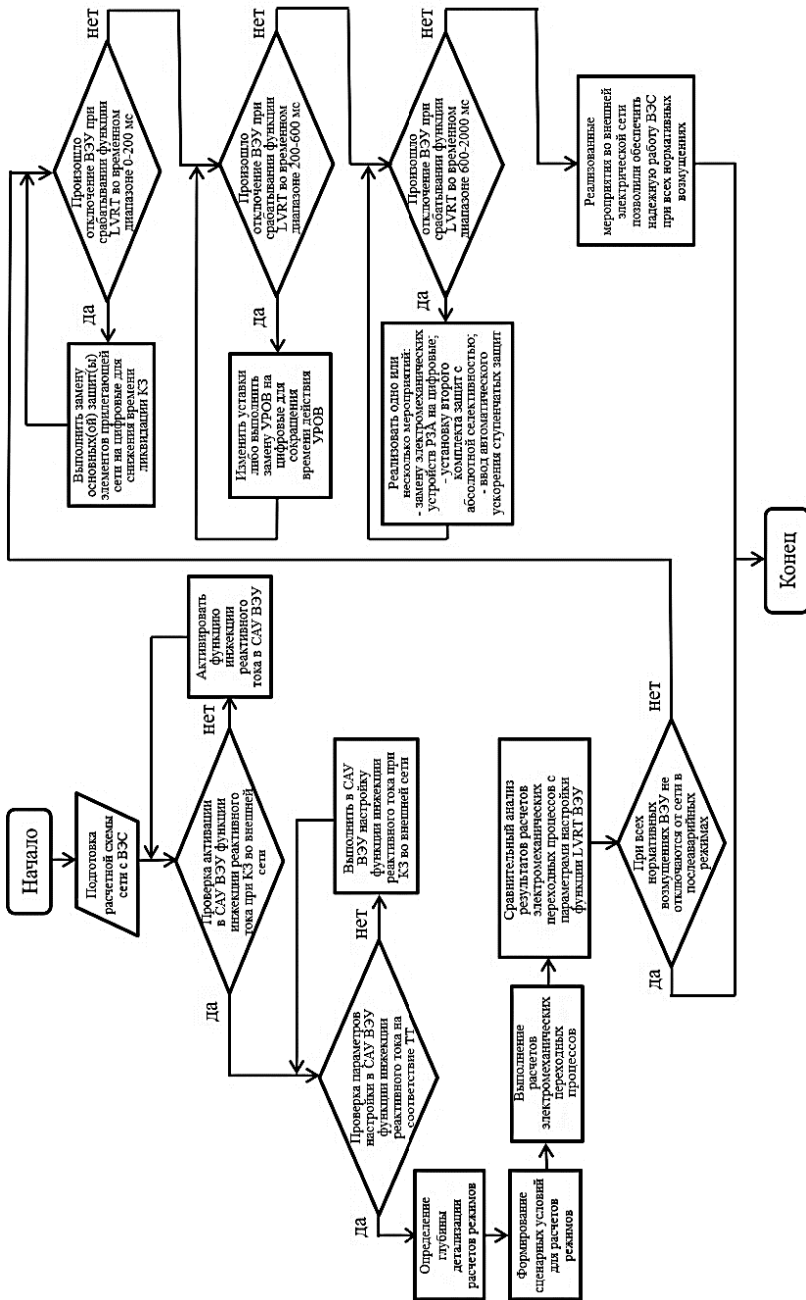 Начало
Подготовка
расчетной схемы
сети с ВЭС
Проверка активации
в САУ ВЭУ функции
инжекции реактивного
тока при КЗ во внешней
сети
да
нет
Активировать
функцию
инжекции
реактивного
тока в САУ ВЭУ
Проверка параметров
настройки в САУ ВЭУ
функции инжекции
реактивного тока на
соответствие ТТ
да
нет
Выполнить в САУ
ВЭУ настройку
функции инжекции
реактивного тока при
КЗ во внешней сети
Определение
глубины
детализации
расчетов режимов
Формирование
сценарных условий
для расчетов
режимов
Выполнение
расчетов
электромеханических
переходных
процессов
Сравнительный анализ
результатов расчетов
электромеханических
переходных процессов с
параметрами настройки
функции LVRT ВЭУ
При всех
нормативных
возмущениях ВЭУ не
отключаются от сети в
послеаварийных
режимах
да
нет
Произошло
отключение ВЭУ при
срабатывании функции
LVRT во временном
диапазоне 0-200 мс
да
нет
Выполнить замену
основных(ой) защит(ы)
элементов прилегающей
сети на цифровые для
снижения времени
ликвидации КЗ
Произошло
отключение ВЭУ при
срабатывании функции
LVRT во временном
диапазоне 200-600 мс
да
нет
Изменить уставки
либо выполнить
замену УРОВ на
цифровые для
сокращения
времени действия
УРОВ
Произошло
отключение ВЭУ при
срабатывании функции
LVRT во временном
диапазоне 600-2000 мс
да
нет
Реализовать одно или
несколько мероприятий:
- замену электромеханических
устройств РЗА на цифровые;
- установку второго
комплекта защит с
абсолютной селективностью;
- ввод автоматического
ускорения ступенчатых защит
Реализованные
мероприятия во внешней
электрической сети
позволили обеспечить
надежную работу ВЭС
при всех нормативных
возмущениях
Конец